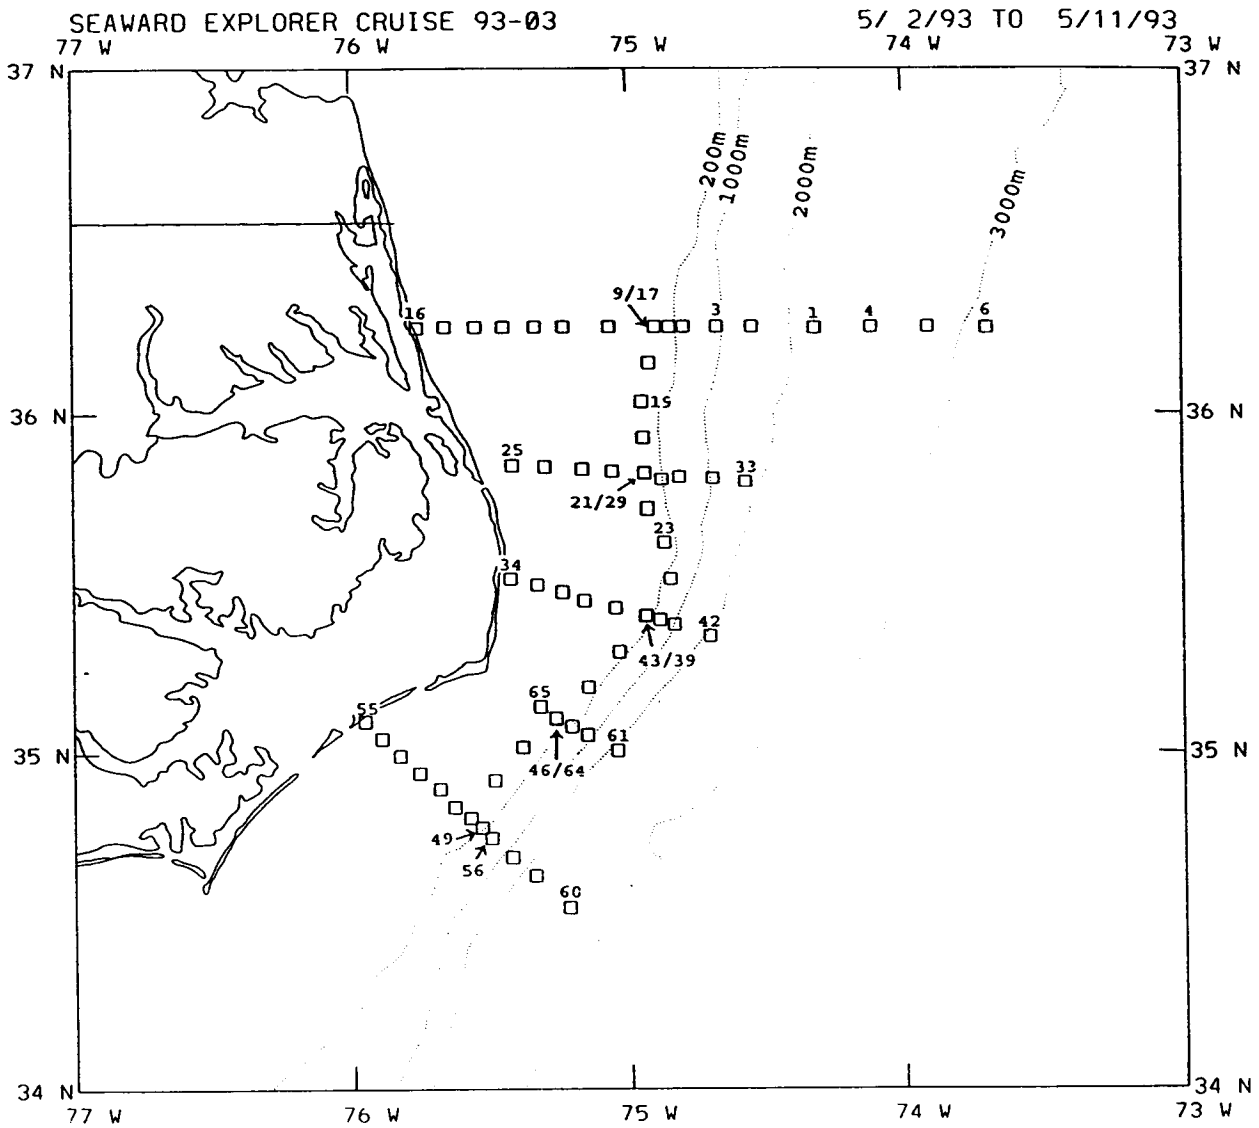 SEAWARD EXPLORER CRUISE 93-03 5/ 2/93 TO 5/11/93
77 W 76 W 75 W 74 W 73 W
37 N 37 N
200m
1000m
2000m
3000m
9/17
16 3 1 4 6
19
36 N 36 N
25 33
21/29
23
34
42
43/39
65
55 61
35 N 35 N
46/64
49
56
60
34 N 34 N
77 W 76 W 75 W 74 W 73 W